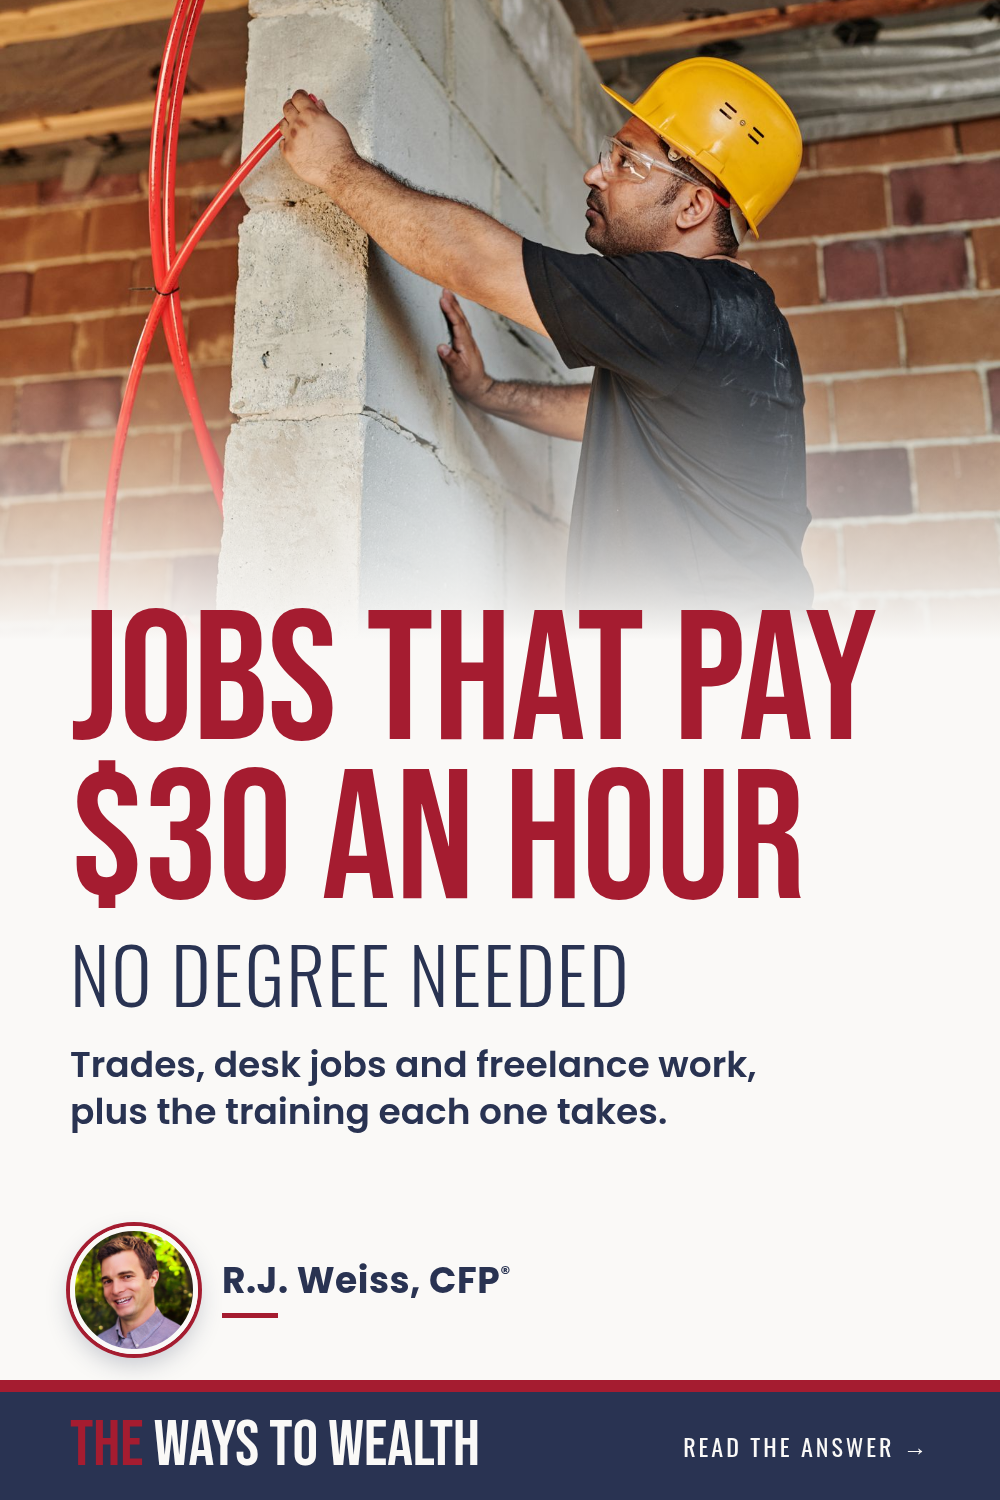 JOBS THAT PAY
$30 AN HOUR
NO DEGREE NEEDED
Trades, desk jobs and freelance work,
plus the training each one takes.
R.J. Weiss, CFP®
THE WAYS TO WEALTH
READ THE ANSWER →